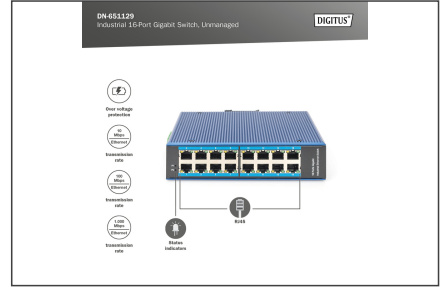 DN-651129
Industrial 16-Port Gigabit Switch, Unmanaged
DIGITUS®
Over voltage
protection
10
Mbps
Ethernet
transmission
rate
100
Mbps
Ethernet
transmission
rate
1.000
Mbps
Ethernet
transmission
rate
Status
indicators
RJ45